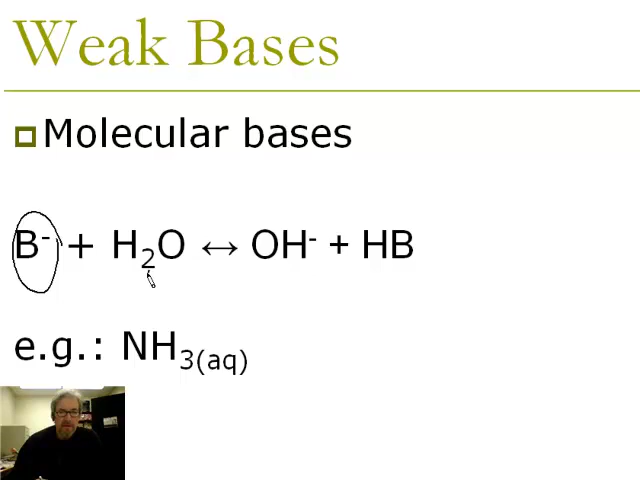 Weak Bases
Molecular bases
B⁻ + H₂O ↔ OH⁻ + HB
e.g.: NH₃₍aq₎